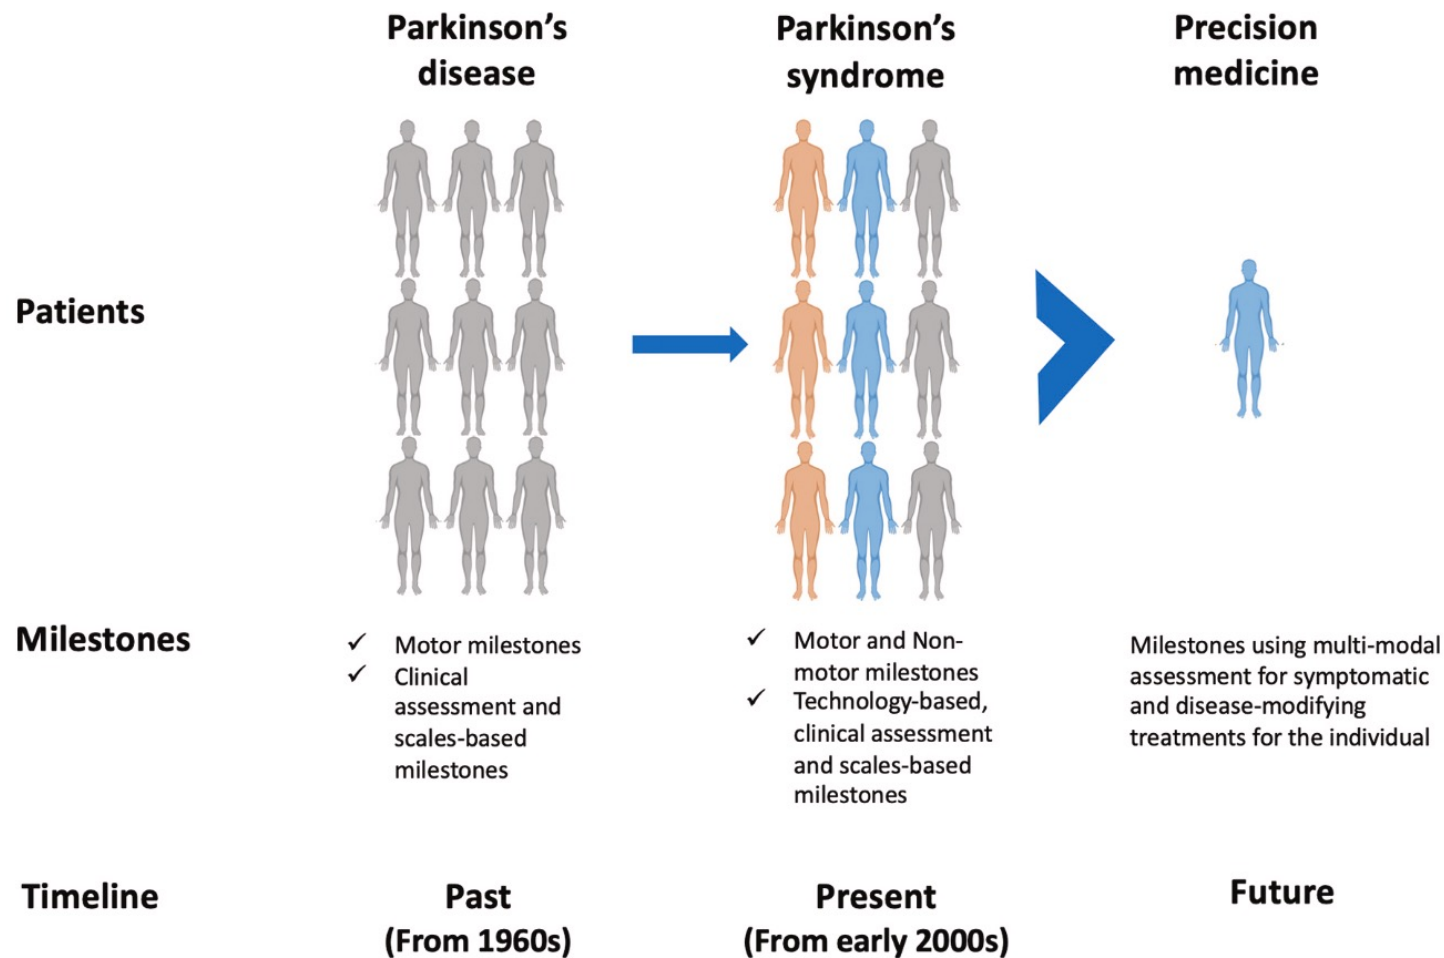 Parkinson's
disease
Parkinson's
syndrome
Precision
medicine
Patients
Milestones
✓ Motor milestones
✓ Clinical
assessment and
scales-based
milestones
✓ Motor and Non-
motor milestones
✓ Technology-based,
clinical assessment
and scales-based
milestones
Milestones using multi-modal
assessment for symptomatic
and disease-modifying
treatments for the individual
Timeline
Past
(From 1960s)
Present
(From early 2000s)
Future